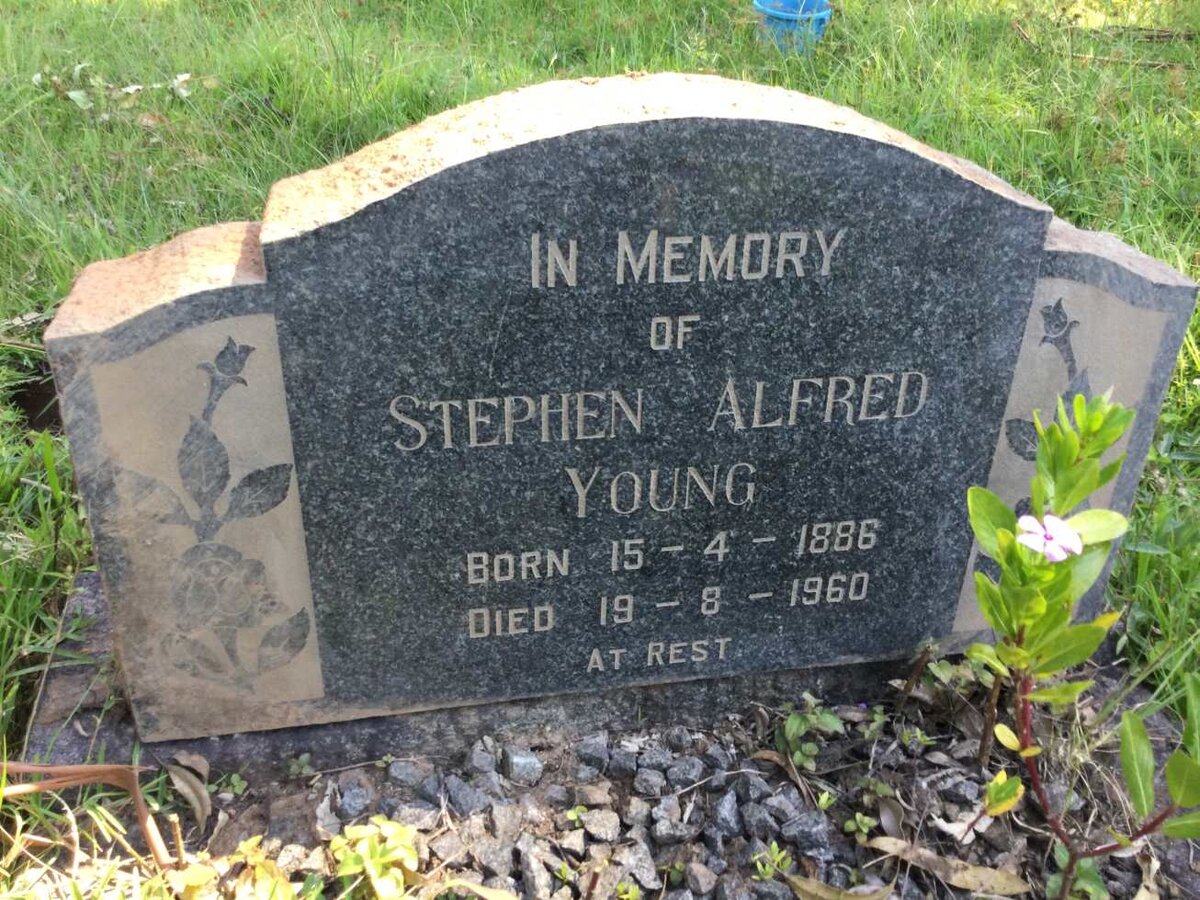 IN MEMORY
OF
STEPHEN ALFRED
YOUNG
BORN 15-4-1886
DIED 19-8-1960
AT REST